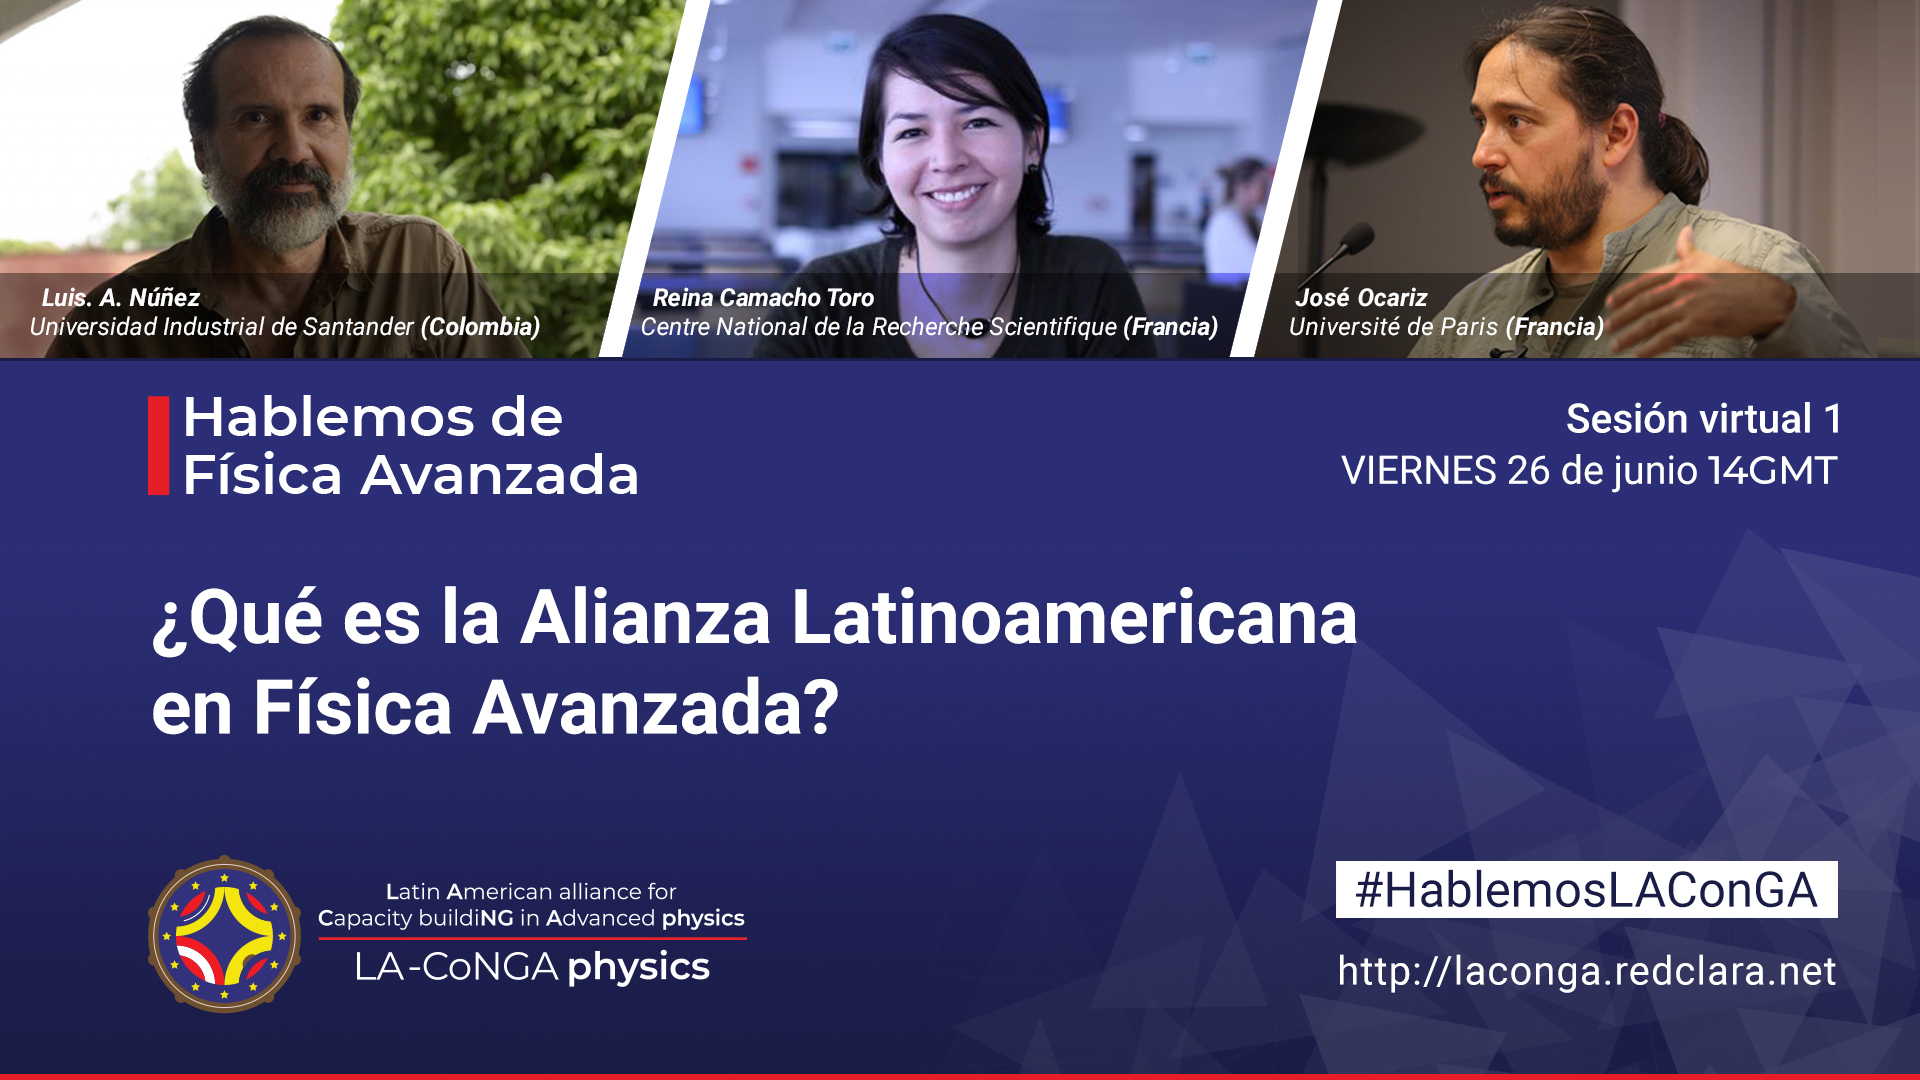 Luis. A. Núñez
Universidad Industrial de Santander (Colombia)
Reina Camacho Toro
Centre National de la Recherche Scientifique (Francia)
José Ocariz
Université de Paris (Francia)
Hablemos de
Física Avanzada
Sesión virtual 1
VIERNES 26 de junio 14GMT
¿Qué es la Alianza Latinoamericana
en Física Avanzada?
Latin American alliance for
Capacity buildiNG in Advanced physics
LA-CoNGA physics
#HablemosLAConGA
http://laconga.redclara.net